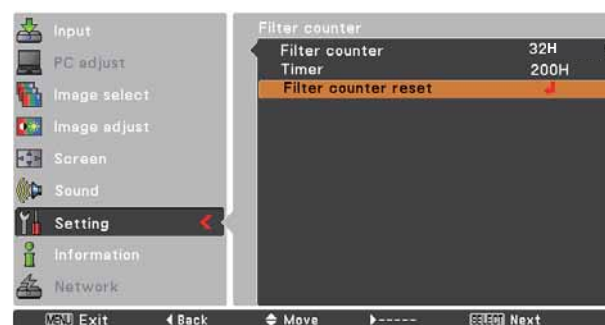 Input
PC adjust
Image select
Image adjust
Screen
Sound
Setting
Information
Network
Filter counter
Filter counter 32H
Timer 200H
Filter counter reset
MENU Exit Back Move ----- SELECT Next